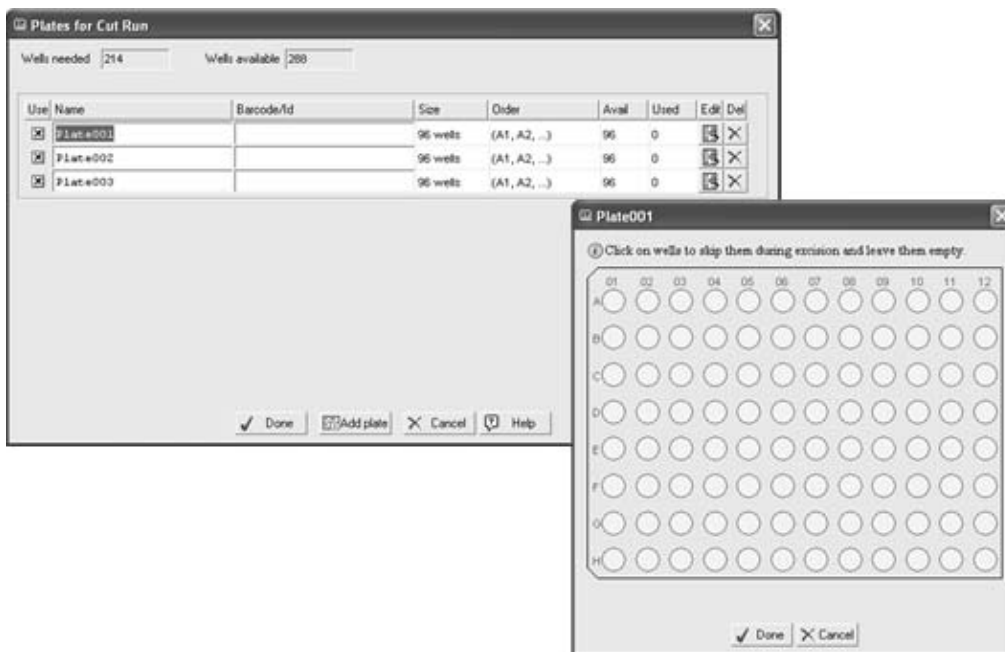 Plates for Cut Run
Wells needed 214 Wells available 288
Use Name Barcode/Id Size Order Avail Used Edit Del
Plate001 96 wells (A1, A2, ...) 96 0
Plate002 96 wells (A1, A2, ...) 96 0
Plate003 96 wells (A1, A2, ...) 96 0
Done Add plate Cancel Help
Plate001
Click on wells to skip them during excision and leave them empty.
01 02 03 04 05 06 07 08 09 10 11 12
A
B
C
D
E
F
G
H
Done Cancel